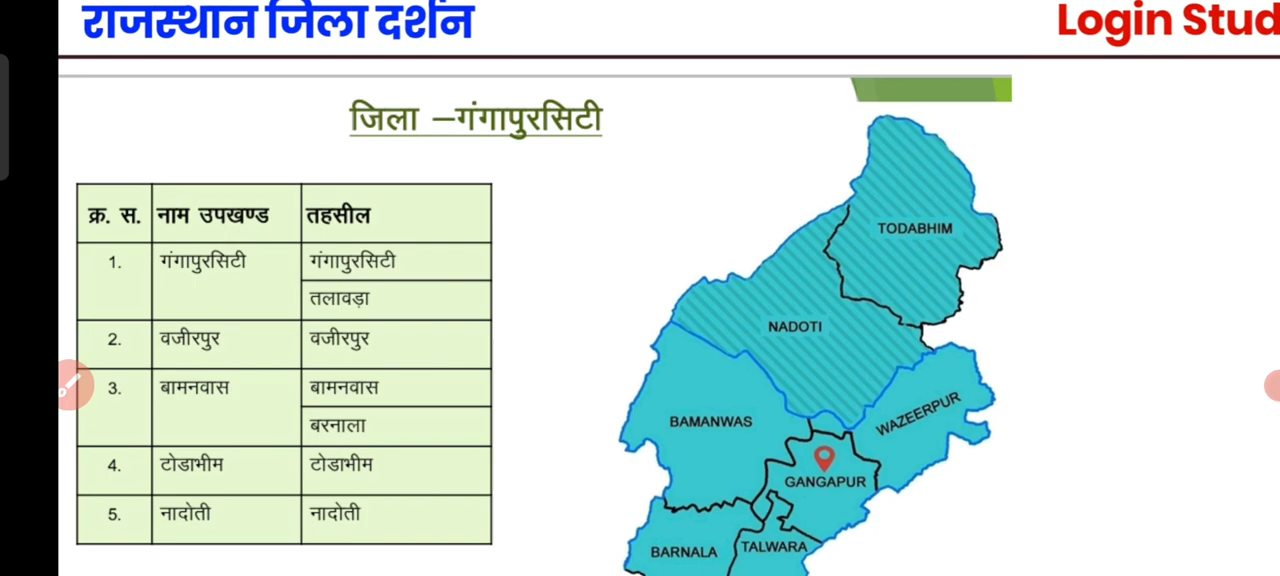 राजस्थान जिला दर्शन
Login Stud
जिला –गंगापुरसिटी
क्र. स. नाम उपखण्ड तहसील
1. गंगापुरसिटी गंगापुरसिटी
तलावड़ा
2. वजीरपुर वजीरपुर
3. बामनवास बामनवास
बरनाला
4. टोडाभीम टोडाभीम
5. नादोती नादोती
TODABHIM
NADOTI
BAMANWAS
WAZEERPUR
GANGAPUR
BARNALA
TALWARA